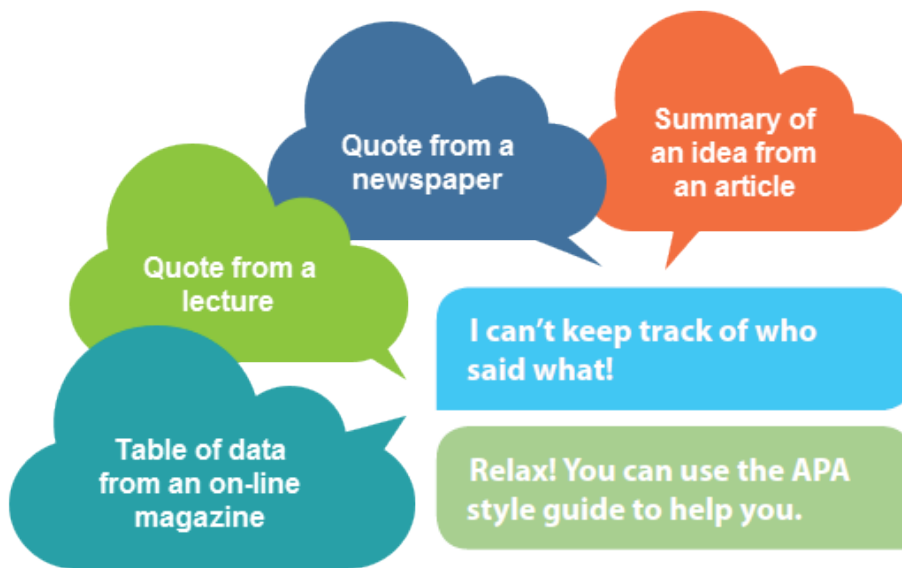 Summary of
an idea from
an article
Quote from a
newspaper
Quote from a
lecture
I can’t keep track of who
said what!
Table of data
from an on-line
magazine
Relax! You can use the APA
style guide to help you.